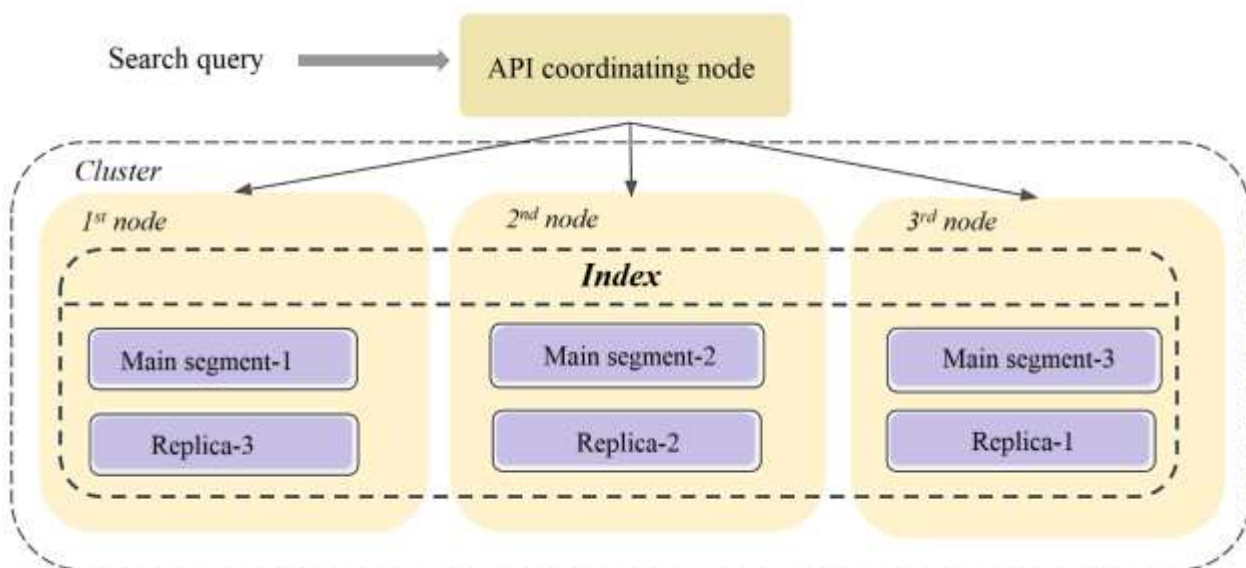 Search query
API coordinating node
Cluster
1st node
2nd node
3rd node
Index
Main segment-1
Main segment-2
Main segment-3
Replica-3
Replica-2
Replica-1